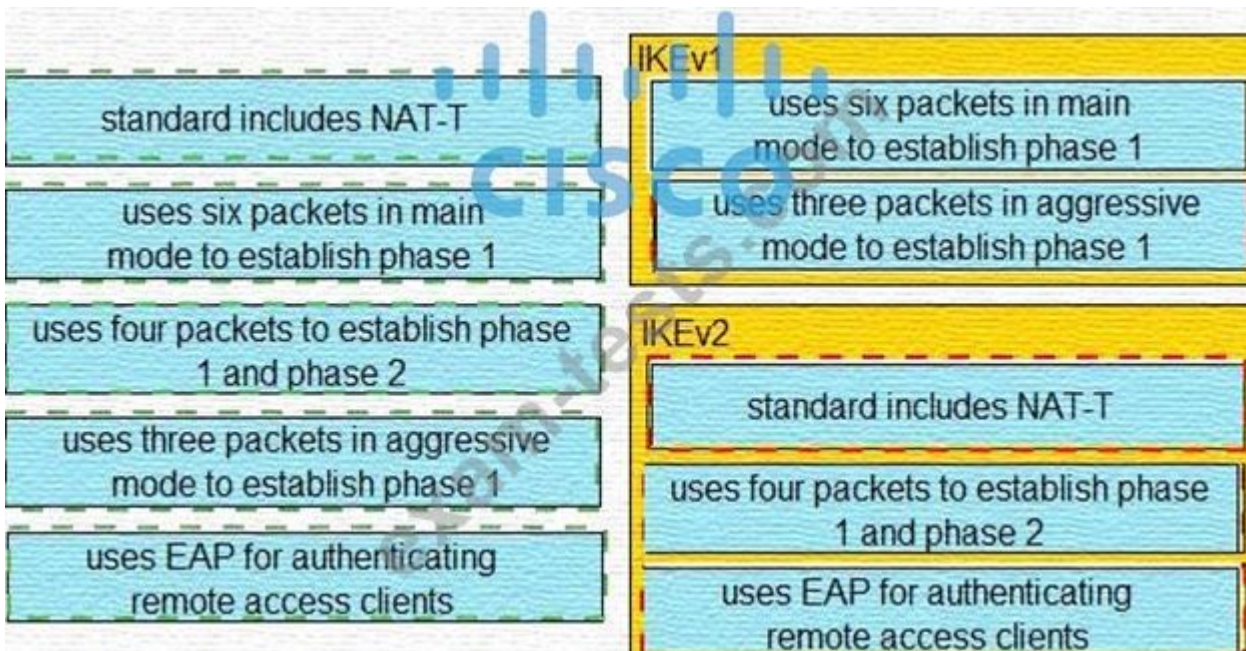 standard includes NAT-T
uses six packets in main
mode to establish phase 1
uses four packets to establish phase
1 and phase 2
uses three packets in aggressive
mode to establish phase 1
uses EAP for authenticating
remote access clients
IKEv1
uses six packets in main
mode to establish phase 1
uses three packets in aggressive
mode to establish phase 1
IKEv2
standard includes NAT-T
uses four packets to establish phase
1 and phase 2
uses EAP for authenticating
remote access clients
CISCO
exam-tests.com